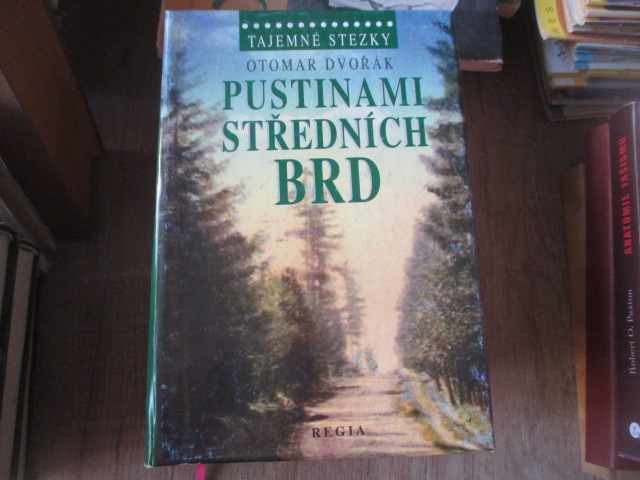 TAJEMNÉ STEZKY
OTOMAR DVOŘÁK
PUSTINAMI
STŘEDNÍCH
BRD
REGIA
ANATOMIE FAŠISMU
Robert O. Paxton